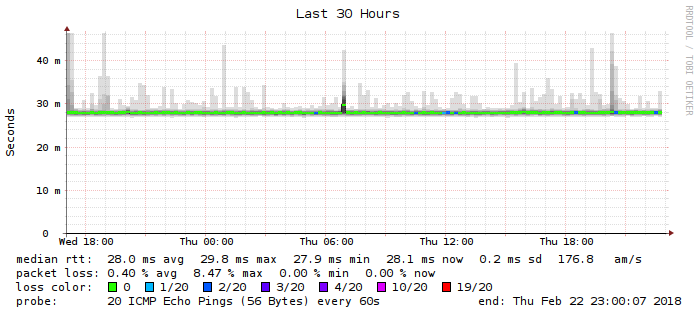 Last 30 Hours
RRDTOOL / TOBI OETIKER
Seconds
40 m
30 m
20 m
10 m
0
Wed 18:00 Thu 00:00 Thu 06:00 Thu 12:00 Thu 18:00
median rtt: 28.0 ms avg 29.8 ms max 27.9 ms min 28.1 ms now 0.2 ms sd 176.8 am/s
packet loss: 0.40 % avg 8.47 % max 0.00 % min 0.00 % now
loss color: 0 1/20 2/20 3/20 4/20 10/20 19/20
probe: 20 ICMP Echo Pings (56 Bytes) every 60s end: Thu Feb 22 23:00:07 2018